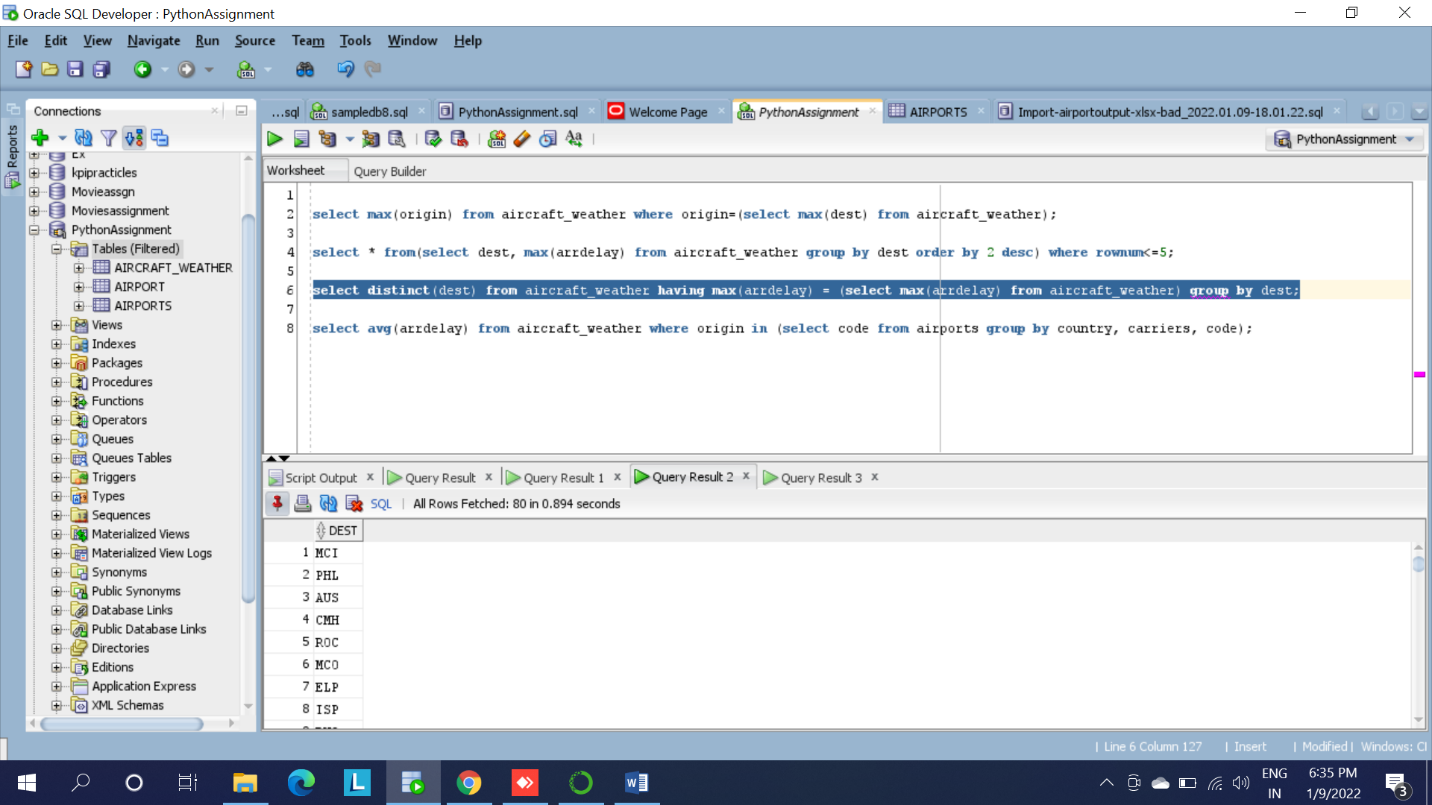 Oracle SQL Developer : PythonAssignment
File Edit View Navigate Run Source Team Tools Window Help
Reports
Connections
Ex
kpipracticles
Movieassgn
Moviesassignment
PythonAssignment
Tables (Filtered)
AIRCRAFT_WEATHER
AIRPORT
AIRPORTS
Views
Indexes
Packages
Procedures
Functions
Operators
Queues
Queues Tables
Triggers
Types
Sequences
Materialized Views
Materialized View Logs
Synonyms
Public Synonyms
Database Links
Public Database Links
Directories
Editions
Application Express
XML Schemas
...sql sampledb8.sql PythonAssignment.sql Welcome Page PythonAssignment AIRPORTS Import-airportoutput-xlsx-bad_2022.01.09-18.01.22.sql
PythonAssignment
Worksheet Query Builder
1
2 select max(origin) from aircraft_weather where origin=(select max(dest) from aircraft_weather);
3
4 select * from(select dest, max(arrdelay) from aircraft_weather group by dest order by 2 desc) where rownum<=5;
5
6 select distinct(dest) from aircraft_weather having max(arrdelay) = (select max(arrdelay) from aircraft_weather) group by dest;
7
8 select avg(arrdelay) from aircraft_weather where origin in (select code from airports group by country, carriers, code);
Script Output Query Result Query Result 1 Query Result 2 Query Result 3
SQL All Rows Fetched: 80 in 0.894 seconds
DEST
1 MCI
2 PHL
3 AUS
4 CMH
5 ROC
6 MCO
7 ELP
8 ISP
Line 6 Column 127 Insert Modified Windows: Cl
ENG
IN
6:35 PM
1/9/2022
3